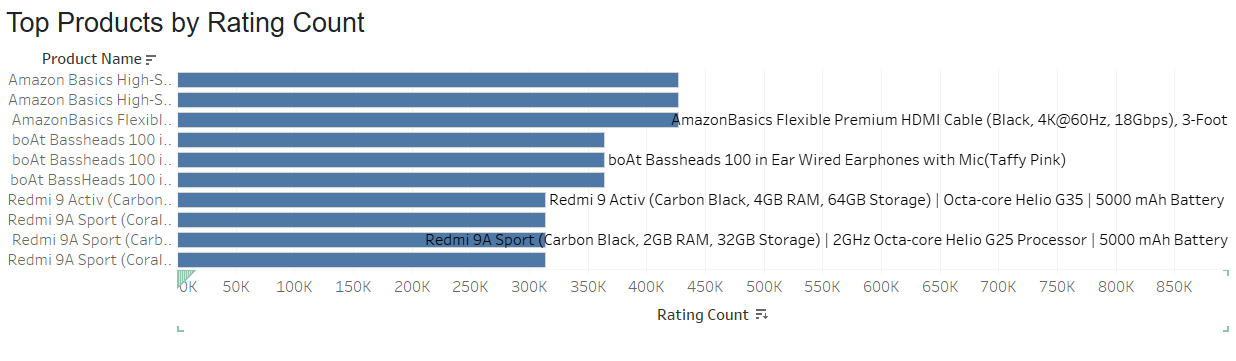 Top Products by Rating Count
Product Name
Amazon Basics High-S..
Amazon Basics High-S..
AmazonBasics Flexibl.. AmazonBasics Flexible Premium HDMI Cable (Black, 4K@60Hz, 18Gbps), 3-Foot
boAt Bassheads 100 i..
boAt Bassheads 100 i.. boAt Bassheads 100 in Ear Wired Earphones with Mic(Taffy Pink)
boAt BassHeads 100 i..
Redmi 9 Activ (Carbon.. Redmi 9 Activ (Carbon Black, 4GB RAM, 64GB Storage) | Octa-core Helio G35 | 5000 mAh Battery
Redmi 9A Sport (Coral..
Redmi 9A Sport (Carb.. Redmi 9A Sport (Carbon Black, 2GB RAM, 32GB Storage) | 2GHz Octa-core Helio G25 Processor | 5000 mAh Battery
Redmi 9A Sport (Coral..
0K 50K 100K 150K 200K 250K 300K 350K 400K 450K 500K 550K 600K 650K 700K 750K 800K 850K
Rating Count